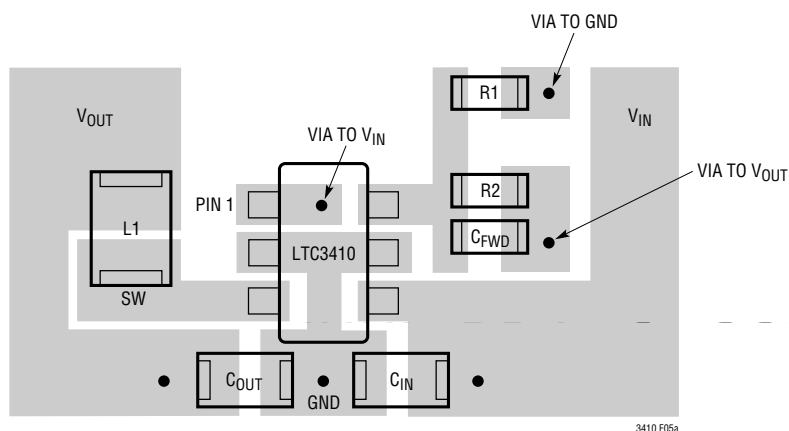 VIA TO GND
R1
VOUT
VIN
VIA TO VIN
VIA TO VOUT
PIN 1
R2
L1
LTC3410
CFWD
SW
COUT
CIN
GND
3410 F05a